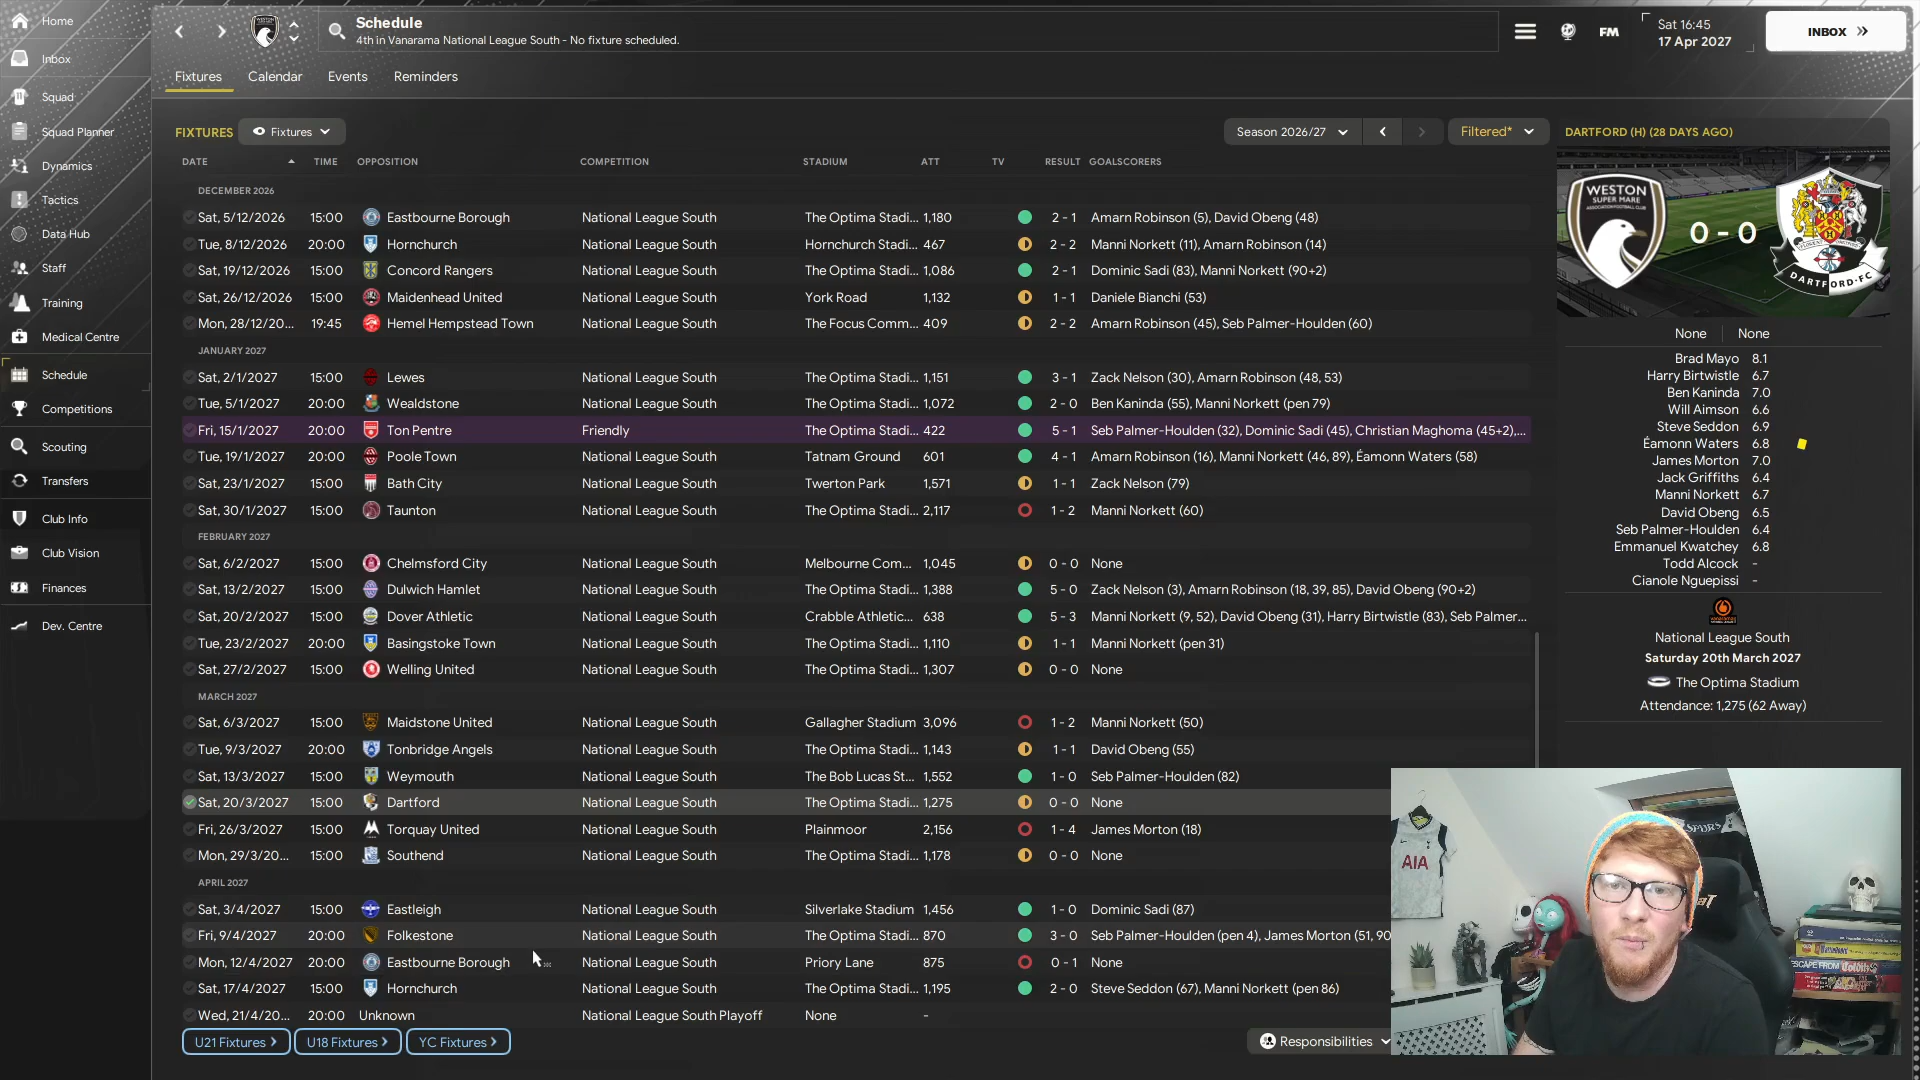 Home
Inbox
Squad
Squad Planner
Dynamics
Tactics
Data Hub
Staff
Training
Medical Centre
Schedule
Competitions
Scouting
Transfers
Club Info
Club Vision
Finances
Dev. Centre
Schedule
4th in Vanarama National League South - No fixture scheduled.
FM
Sat 16:45
17 Apr 2027
INBOX
Fixtures Calendar Events Reminders
FIXTURES Fixtures Season 2026/27 Filtered*
DATE TIME OPPOSITION COMPETITION STADIUM ATT TV RESULT GOALSCORERS
DECEMBER 2026
Sat, 5/12/2026 15:00 Eastbourne Borough National League South The Optima Stadi... 1,180 2 - 1 Amarn Robinson (5), David Obeng (48)
Tue, 8/12/2026 20:00 Hornchurch National League South Hornchurch Stadi... 467 2 - 2 Manni Norkett (11), Amarn Robinson (14)
Sat, 19/12/2026 15:00 Concord Rangers National League South The Optima Stadi... 1,086 2 - 1 Dominic Sadi (83), Manni Norkett (90+2)
Sat, 26/12/2026 15:00 Maidenhead United National League South York Road 1,132 1 - 1 Daniele Bianchi (53)
Mon, 28/12/20... 19:45 Hemel Hempstead Town National League South The Focus Comm... 409 2 - 2 Amarn Robinson (45), Seb Palmer-Houlden (60)
JANUARY 2027
Sat, 2/1/2027 15:00 Lewes National League South The Optima Stadi... 1,151 3 - 1 Zack Nelson (30), Amarn Robinson (48, 53)
Tue, 5/1/2027 20:00 Wealdstone National League South The Optima Stadi... 1,072 2 - 0 Ben Kaninda (55), Manni Norkett (pen 79)
Fri, 15/1/2027 20:00 Ton Pentre Friendly The Optima Stadi... 422 5 - 1 Seb Palmer-Houlden (32), Dominic Sadi (45), Christian Maghoma (45+2),...
Tue, 19/1/2027 20:00 Poole Town National League South Tatnam Ground 601 4 - 1 Amarn Robinson (16), Manni Norkett (46, 89), Éamonn Waters (58)
Sat, 23/1/2027 15:00 Bath City National League South Twerton Park 1,571 1 - 1 Zack Nelson (79)
Sat, 30/1/2027 15:00 Taunton National League South The Optima Stadi... 2,117 1 - 2 Manni Norkett (60)
FEBRUARY 2027
Sat, 6/2/2027 15:00 Chelmsford City National League South Melbourne Com... 1,045 0 - 0 None
Sat, 13/2/2027 15:00 Dulwich Hamlet National League South The Optima Stadi... 1,388 5 - 0 Zack Nelson (3), Amarn Robinson (18, 39, 85), David Obeng (90+2)
Sat, 20/2/2027 15:00 Dover Athletic National League South Crabble Athletic... 638 5 - 3 Manni Norkett (9, 52), David Obeng (31), Harry Birtwistle (83), Seb Palmer...
Tue, 23/2/2027 20:00 Basingstoke Town National League South The Optima Stadi... 1,110 1 - 1 Manni Norkett (pen 31)
Sat, 27/2/2027 15:00 Welling United National League South The Optima Stadi... 1,307 0 - 0 None
MARCH 2027
Sat, 6/3/2027 15:00 Maidstone United National League South Gallagher Stadium 3,096 1 - 2 Manni Norkett (50)
Tue, 9/3/2027 20:00 Tonbridge Angels National League South The Optima Stadi... 1,143 1 - 1 David Obeng (55)
Sat, 13/3/2027 15:00 Weymouth National League South The Bob Lucas St... 1,552 1 - 0 Seb Palmer-Houlden (82)
Sat, 20/3/2027 15:00 Dartford National League South The Optima Stadi... 1,275 0 - 0 None
Fri, 26/3/2027 15:00 Torquay United National League South Plainmoor 2,156 1 - 4 James Morton (18)
Mon, 29/3/20... 15:00 Southend National League South The Optima Stadi... 1,178 0 - 0 None
APRIL 2027
Sat, 3/4/2027 15:00 Eastleigh National League South Silverlake Stadium 1,456 1 - 0 Dominic Sadi (87)
Fri, 9/4/2027 20:00 Folkestone National League South The Optima Stadi... 870 3 - 0 Seb Palmer-Houlden (pen 4), James Morton (51, 90
Mon, 12/4/2027 20:00 Eastbourne Borough National League South Priory Lane 875 0 - 1 None
Sat, 17/4/2027 15:00 Hornchurch National League South The Optima Stadi... 1,195 2 - 0 Steve Seddon (67), Manni Norkett (pen 86)
Wed, 21/4/20... 20:00 Unknown National League South Playoff None -
U21 Fixtures U18 Fixtures YC Fixtures Responsibilities
DARTFORD (H) (28 DAYS AGO)
WESTON
SUPER MARE
0 - 0
DARTFORD·FC
None None
Brad Mayo 8.1
Harry Birtwistle 6.7
Ben Kaninda 7.0
Will Aimson 6.6
Steve Seddon 6.9
Éamonn Waters 6.8
James Morton 7.0
Jack Griffiths 6.4
Manni Norkett 6.7
David Obeng 6.5
Seb Palmer-Houlden 6.4
Emmanuel Kwatchey 6.8
Todd Alcock -
Cianole Nguepissi -
National League South
Saturday 20th March 2027
The Optima Stadium
Attendance: 1,275 (62 Away)
AIA
SPURS
ESCAPE FROM